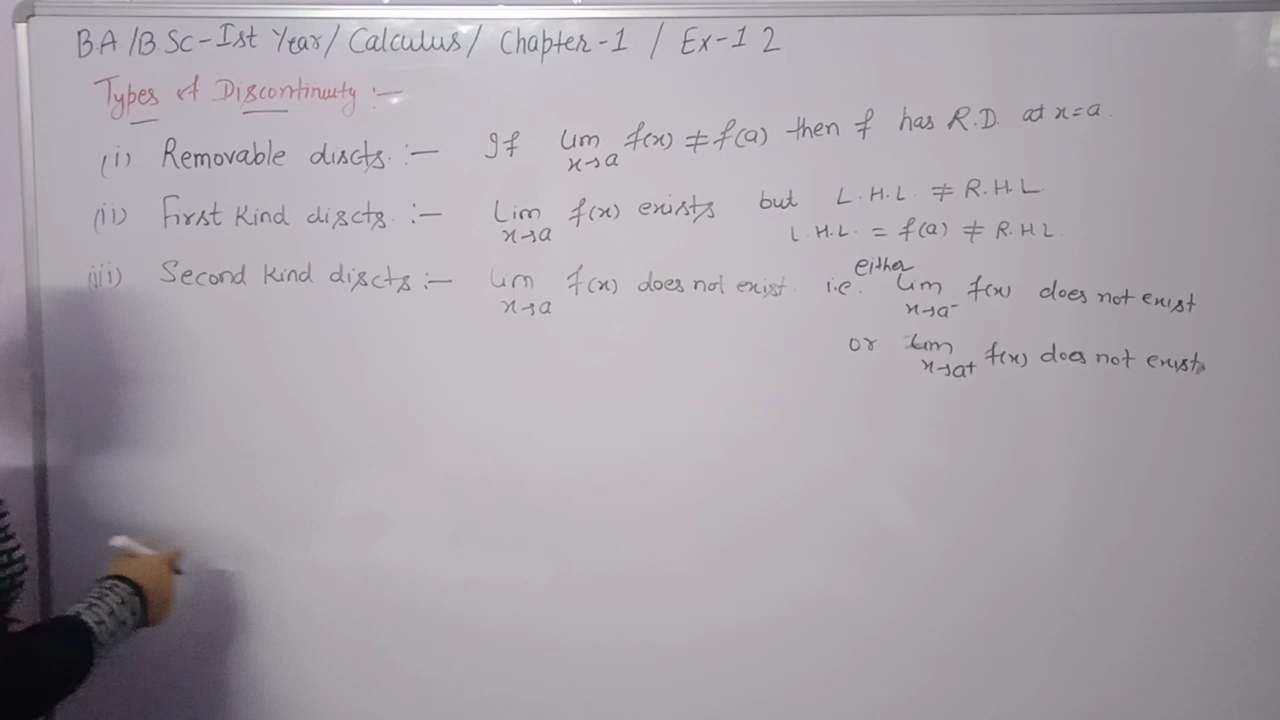 BA/B Sc-Ist Year/ Calculus/ Chapter-1 / Ex-1 2
Types of Discontinuity :-
(i) Removable discts. :- If lim x→a f(x) ≠ f(a) then f has R.D. at x=a.
(ii) First Kind discts. :- Lim x→a f(x) exists but L.H.L. ≠ R.H.L
L.H.L. = f(a) ≠ R.H.L.
(iii) Second Kind discts :- Lim x→a f(x) does not exist. i.e. either Lim x→a⁻ f(x) does not exist
or Lim x→a⁺ f(x) does not exist